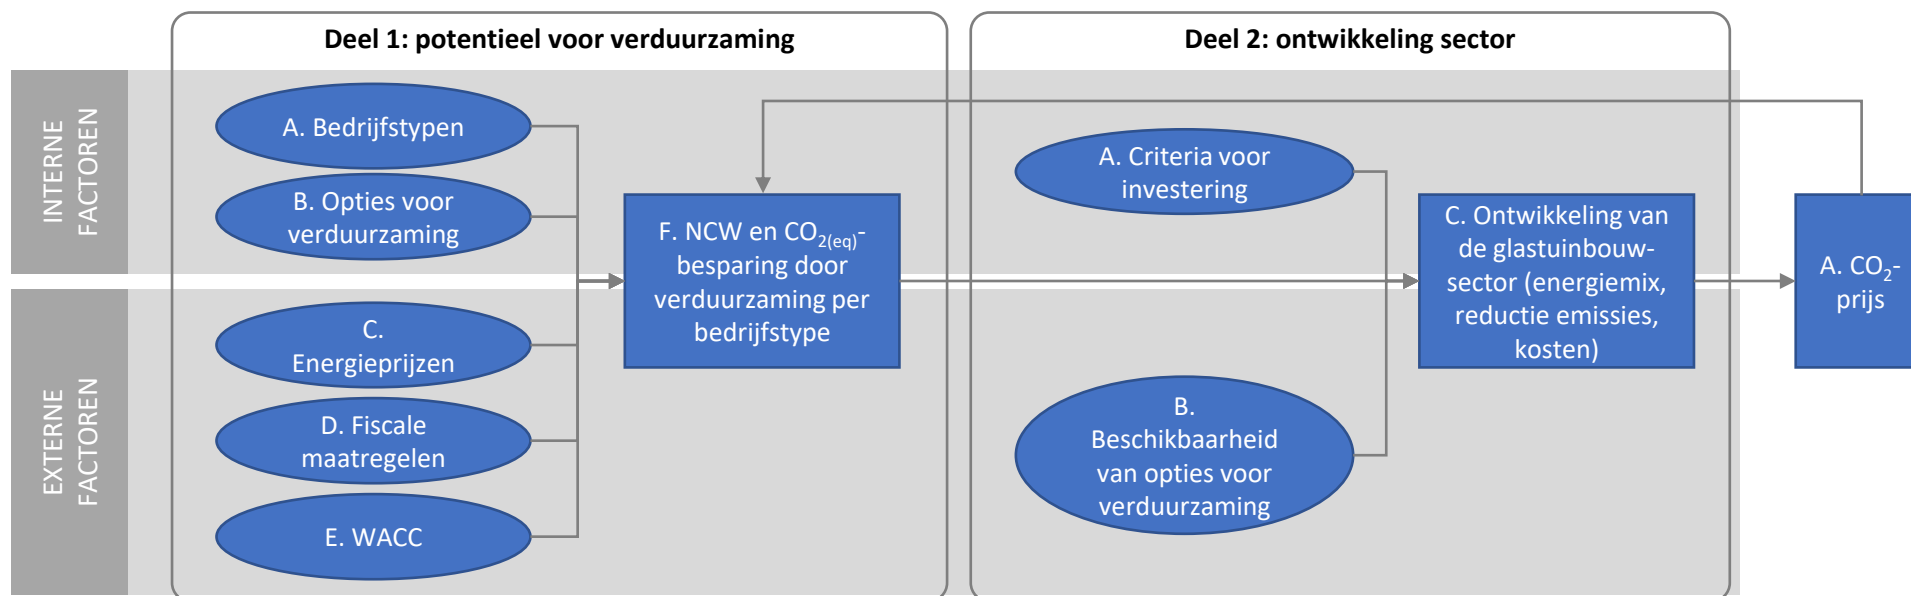 Deel 1: potentieel voor verduurzaming
Deel 2: ontwikkeling sector
INTERNE
FACTOREN
A. Bedrijfstypen
B. Opties voor
verduurzaming
F. NCW en CO2(eq)-
besparing door
verduurzaming per
bedrijfstype
A. Criteria voor
investering
C. Ontwikkeling van
de glastuinbouw-
sector (energiemix,
reductie emissies,
kosten)
A. CO2-
prijs
EXTERNE
FACTOREN
C.
Energieprijzen
D. Fiscale
maatregelen
E. WACC
B.
Beschikbaarheid
van opties voor
verduurzaming